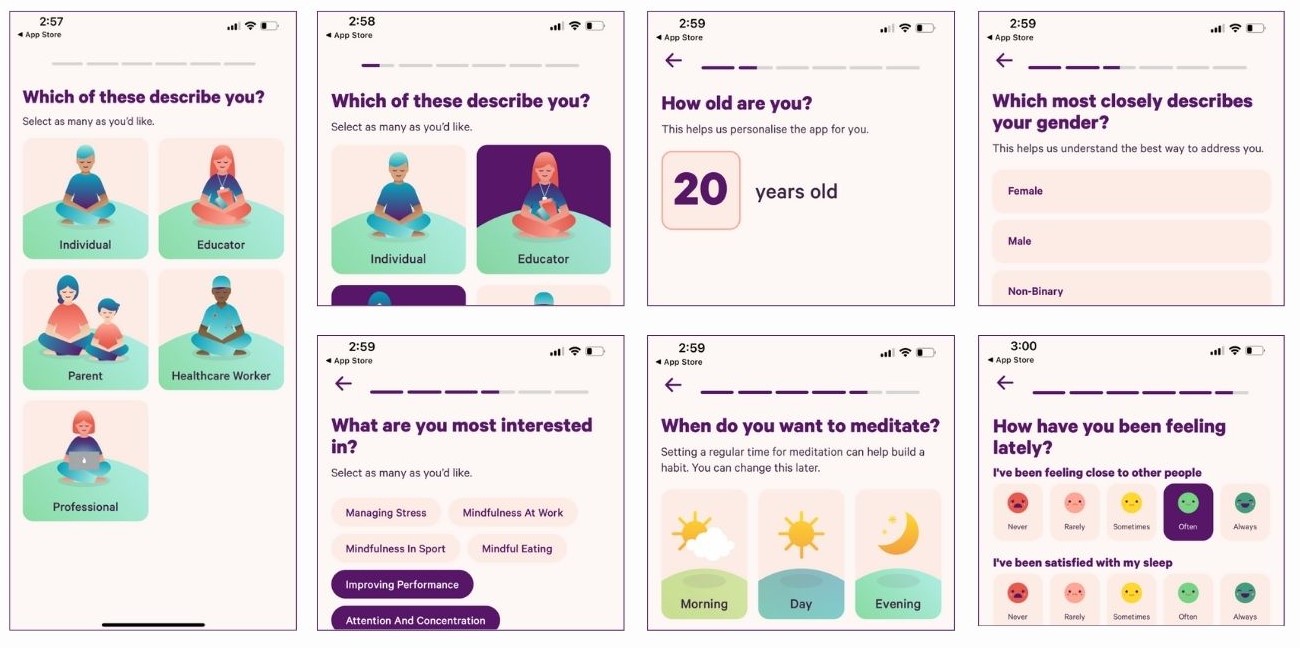 2:57
◀ App Store
Which of these describe you?
Select as many as you'd like.
Individual
Educator
Parent
Healthcare Worker
Professional
2:58
◀ App Store
Which of these describe you?
Select as many as you'd like.
Individual
Educator
2:59
◀ App Store
How old are you?
This helps us personalise the app for you.
20 years old
2:59
◀ App Store
Which most closely describes
your gender?
This helps us understand the best way to address you.
Female
Male
Non-Binary
2:59
◀ App Store
What are you most interested
in?
Select as many as you'd like.
Managing Stress
Mindfulness At Work
Mindfulness In Sport
Mindful Eating
Improving Performance
Attention And Concentration
2:59
◀ App Store
When do you want to meditate?
Setting a regular time for meditation can help build a
habit. You can change this later.
Morning
Day
Evening
3:00
◀ App Store
How have you been feeling
lately?
I've been feeling close to other people
Never
Rarely
Sometimes
Often
Always
I've been satisfied with my sleep
Never
Rarely
Sometimes
Often
Always